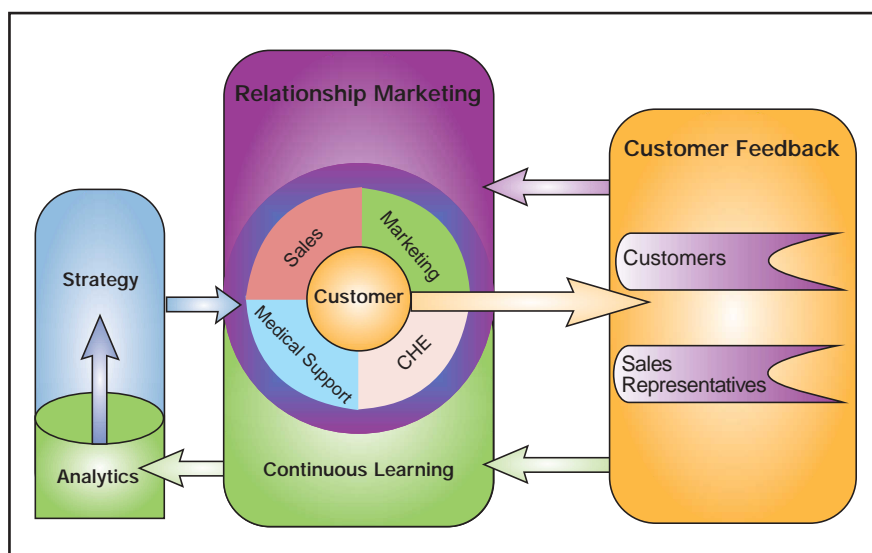 Relationship Marketing
Customer Feedback
Sales
Marketing
Customers
Strategy
Customer
Medical Support
CHE
Sales
Representatives
Analytics
Continuous Learning